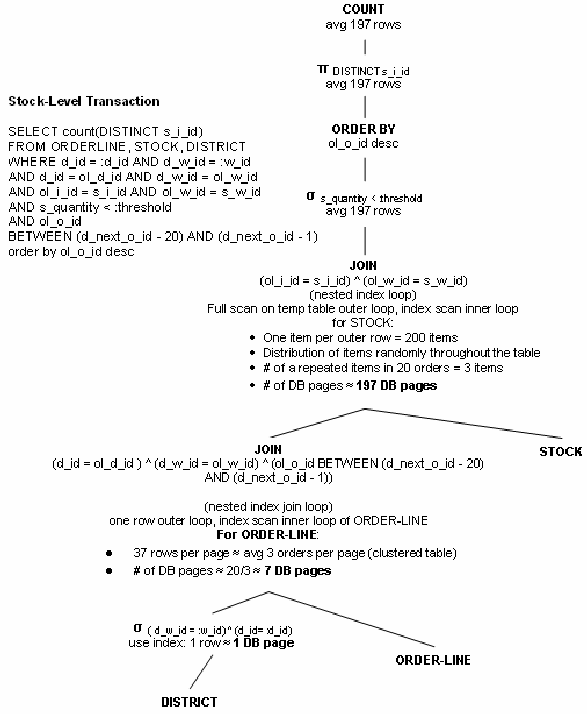 COUNT
avg 197 rows
π DISTINCT s_i_id
avg 197 rows
Stock-Level Transaction
SELECT count(DISTINCT s_i_id)
FROM ORDERLINE, STOCK, DISTRICT
WHERE d_id = :d_id AND d_w_id = :w_id
AND d_id = ol_d_id AND d_w_id = ol_w_id
AND ol_i_id = s_i_id AND ol_w_id = s_w_id
AND s_quantity < :threshold
AND ol_o_id
BETWEEN (d_next_o_id - 20) AND (d_next_o_id - 1)
order by ol_o_id desc
ORDER BY
ol_o_id desc
σ s_quantity < threshold
avg 197 rows
JOIN
(ol_i_id = s_i_id) ^ (ol_w_id = s_w_id)
(nested index loop)
Full scan on temp table outer loop, index scan inner loop
for STOCK:
• One item per outer row = 200 items
• Distribution of items randomly throughout the table
• # of a repeated items in 20 orders = 3 items
• # of DB pages ≈ 197 DB pages
JOIN
(d_id = ol_d_id ) ^ (d_w_id = ol_w_id) ^ (ol_o_id BETWEEN (d_next_o_id - 20)
AND (d_next_o_id - 1))
(nested index join loop)
one row outer loop, index scan inner loop of ORDER-LINE
For ORDER-LINE:
• 37 rows per page ≈ avg 3 orders per page (clustered table)
• # of DB pages ≈ 20/3 ≈ 7 DB pages
STOCK
σ ( d_w_id = :w_id)^(d_id= :d_id)
use index: 1 row ≈ 1 DB page
ORDER-LINE
DISTRICT